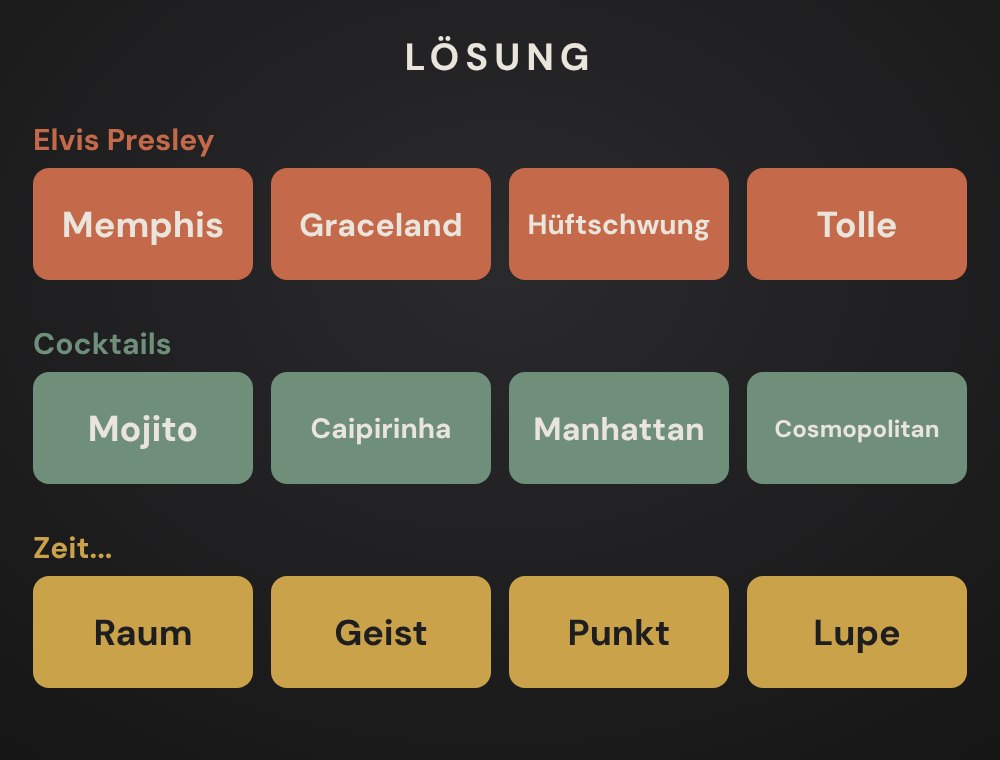 LÖSUNG
Elvis Presley
Memphis Graceland Hüftschwung Tolle
Cocktails
Mojito Caipirinha Manhattan Cosmopolitan
Zeit...
Raum Geist Punkt Lupe